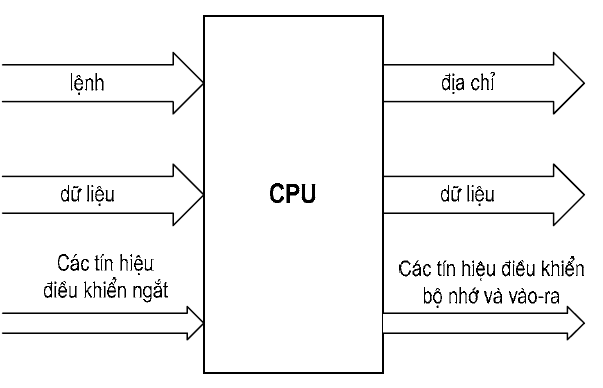 lệnh
địa chỉ
dữ liệu
CPU
dữ liệu
Các tín hiệu
điều khiển ngắt
Các tín hiệu điều khiển
bộ nhớ và vào-ra